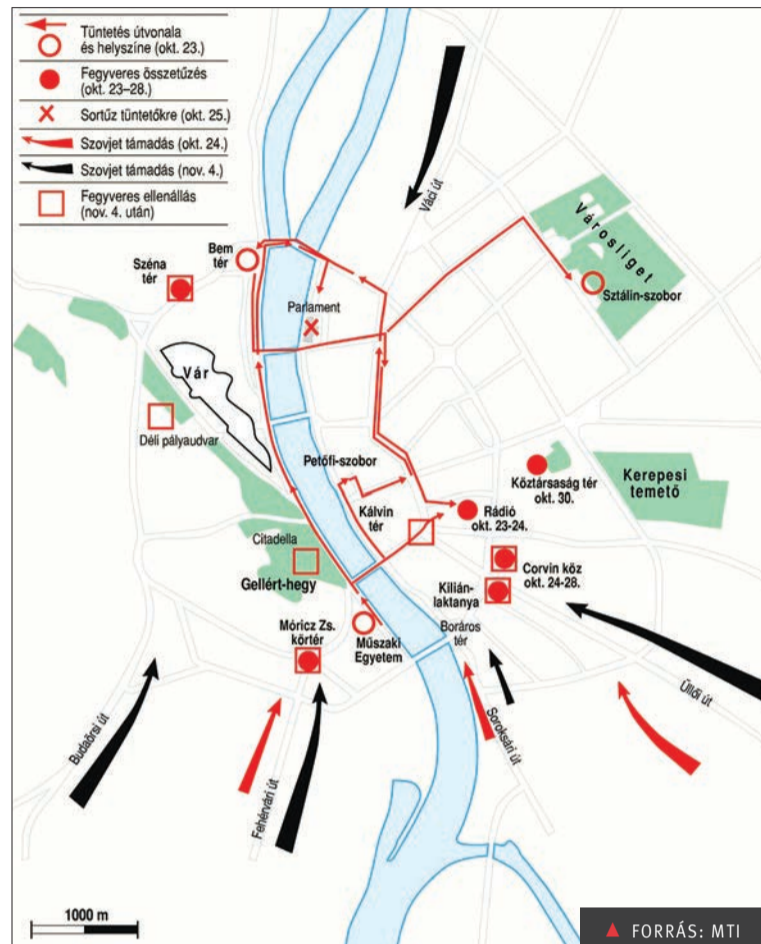 Tüntetés útvonala
és helyszíne (okt. 23.)
Fegyveres összetűzés
(okt. 23–28.)
Sortűz tüntetőkre (okt. 25.)
Szovjet támadás (okt. 24.)
Szovjet támadás (nov. 4.)
Fegyveres ellenállás
(nov. 4. után)
Váci út
Városliget
Bem
tér
Széna
tér
Sztálin-szobor
Parlament
Vár
Déli pályaudvar
Petőfi-szobor
Köztársaság tér
okt. 30.
Kerepesi
temető
Kálvin
tér
Rádió
okt. 23-24.
Citadella
Gellért-hegy
Corvin köz
okt. 24-28.
Kilián-
laktanya
Móricz Zs.
körtér
Műszaki
Egyetem
Boráros
tér
Budaörsi út
Fehérvári út
Soroksári út
Üllői út
1000 m
FORRÁS: MTI